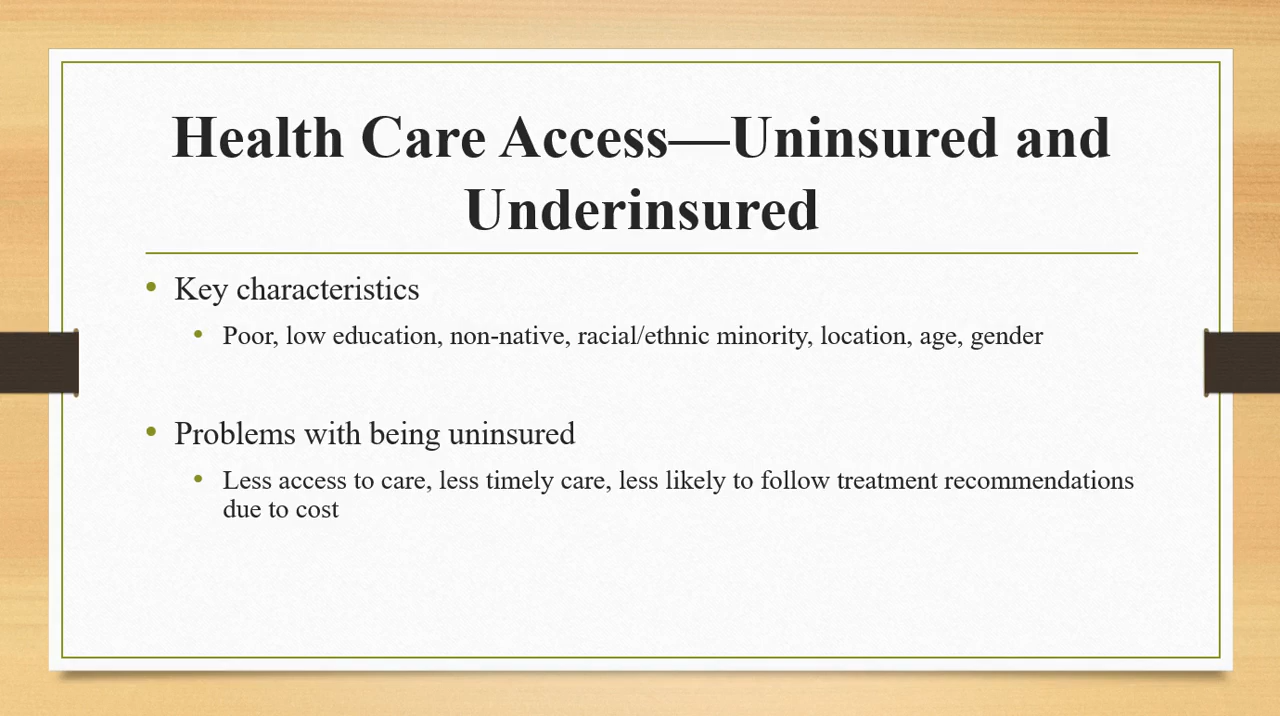 Health Care Access—Uninsured and
Underinsured
• Key characteristics
• Poor, low education, non-native, racial/ethnic minority, location, age, gender
• Problems with being uninsured
• Less access to care, less timely care, less likely to follow treatment recommendations
due to cost